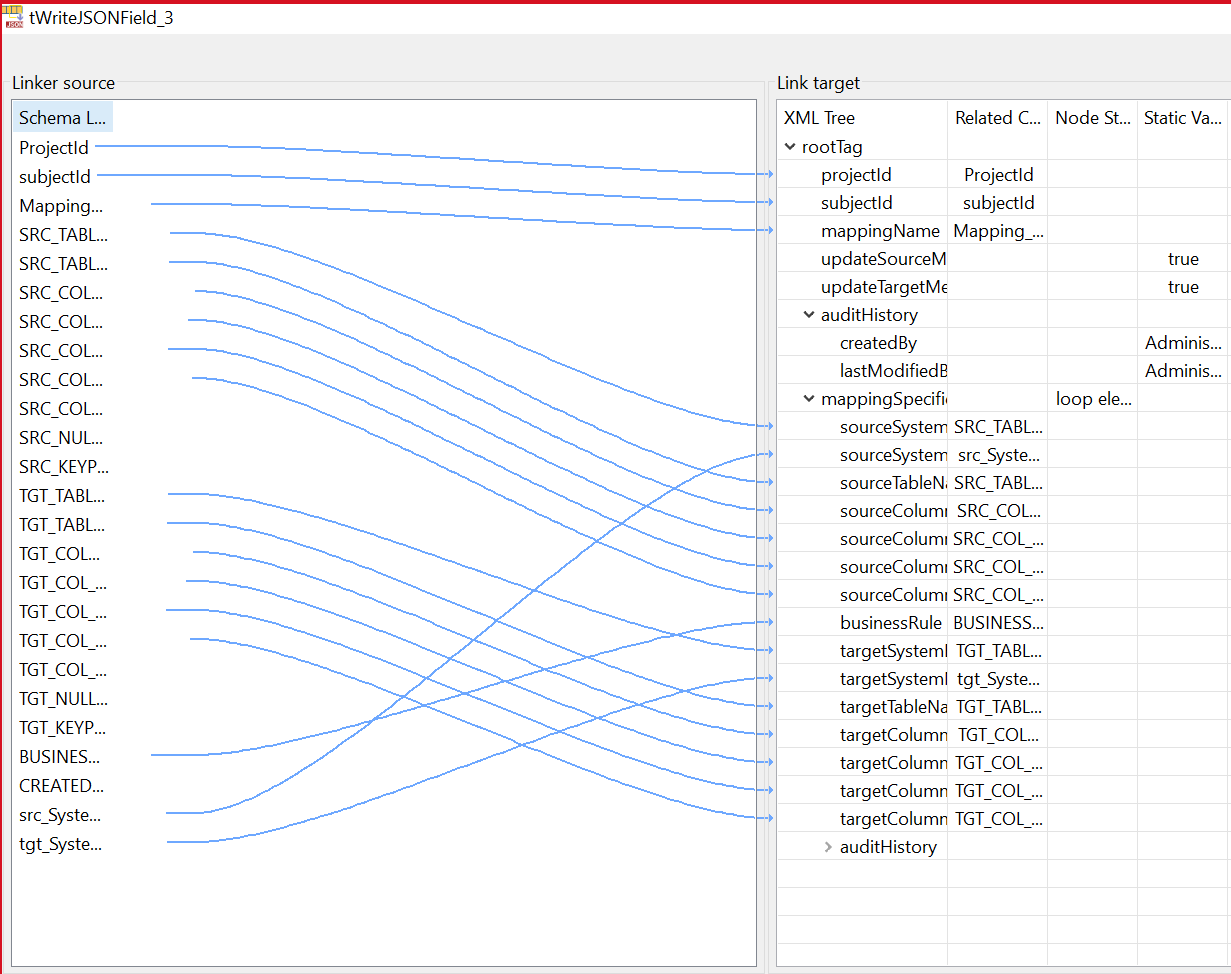 tWriteJSONField_3
Linker source
Schema L...
ProjectId
subjectId
Mapping...
SRC_TABL...
SRC_TABL...
SRC_COL...
SRC_COL...
SRC_COL...
SRC_COL...
SRC_COL...
SRC_NUL...
SRC_KEYP...
TGT_TABL...
TGT_TABL...
TGT_COL...
TGT_COL_...
TGT_COL_...
TGT_COL_...
TGT_COL_...
TGT_NULL...
TGT_KEYP...
BUSINES...
CREATED...
src_Syste...
tgt_Syste...
Link target
XML Tree Related C... Node St... Static Va...
rootTag
projectId ProjectId
subjectId subjectId
mappingName Mapping_...
updateSourceM true
updateTargetMe true
auditHistory
createdBy Adminis...
lastModifiedB Adminis...
mappingSpecific loop ele...
sourceSystem SRC_TABL...
sourceSystem src_Syste...
sourceTableNa SRC_TABL...
sourceColumn SRC_COL...
sourceColumn SRC_COL_...
sourceColumn SRC_COL_...
sourceColumn SRC_COL_...
businessRule BUSINESS...
targetSystemI TGT_TABL...
targetSystemI tgt_Syste...
targetTableNa TGT_TABL...
targetColumn TGT_COL...
targetColumn TGT_COL_...
targetColumn TGT_COL_...
targetColumn TGT_COL_...
auditHistory